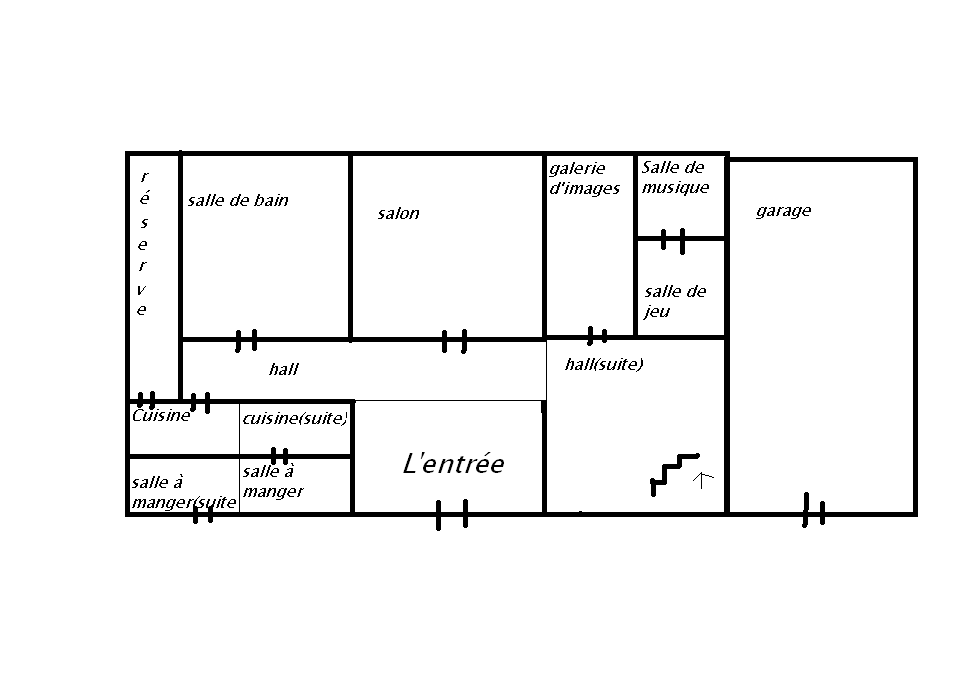 r
é
s
e
r
v
e
salle de bain
salon
galerie
d'images
Salle de
musique
garage
salle de
jeu
hall
hall(suite)
Cuisine
cuisine(suite)
L'entrée
salle à
manger(suite
salle à
manger